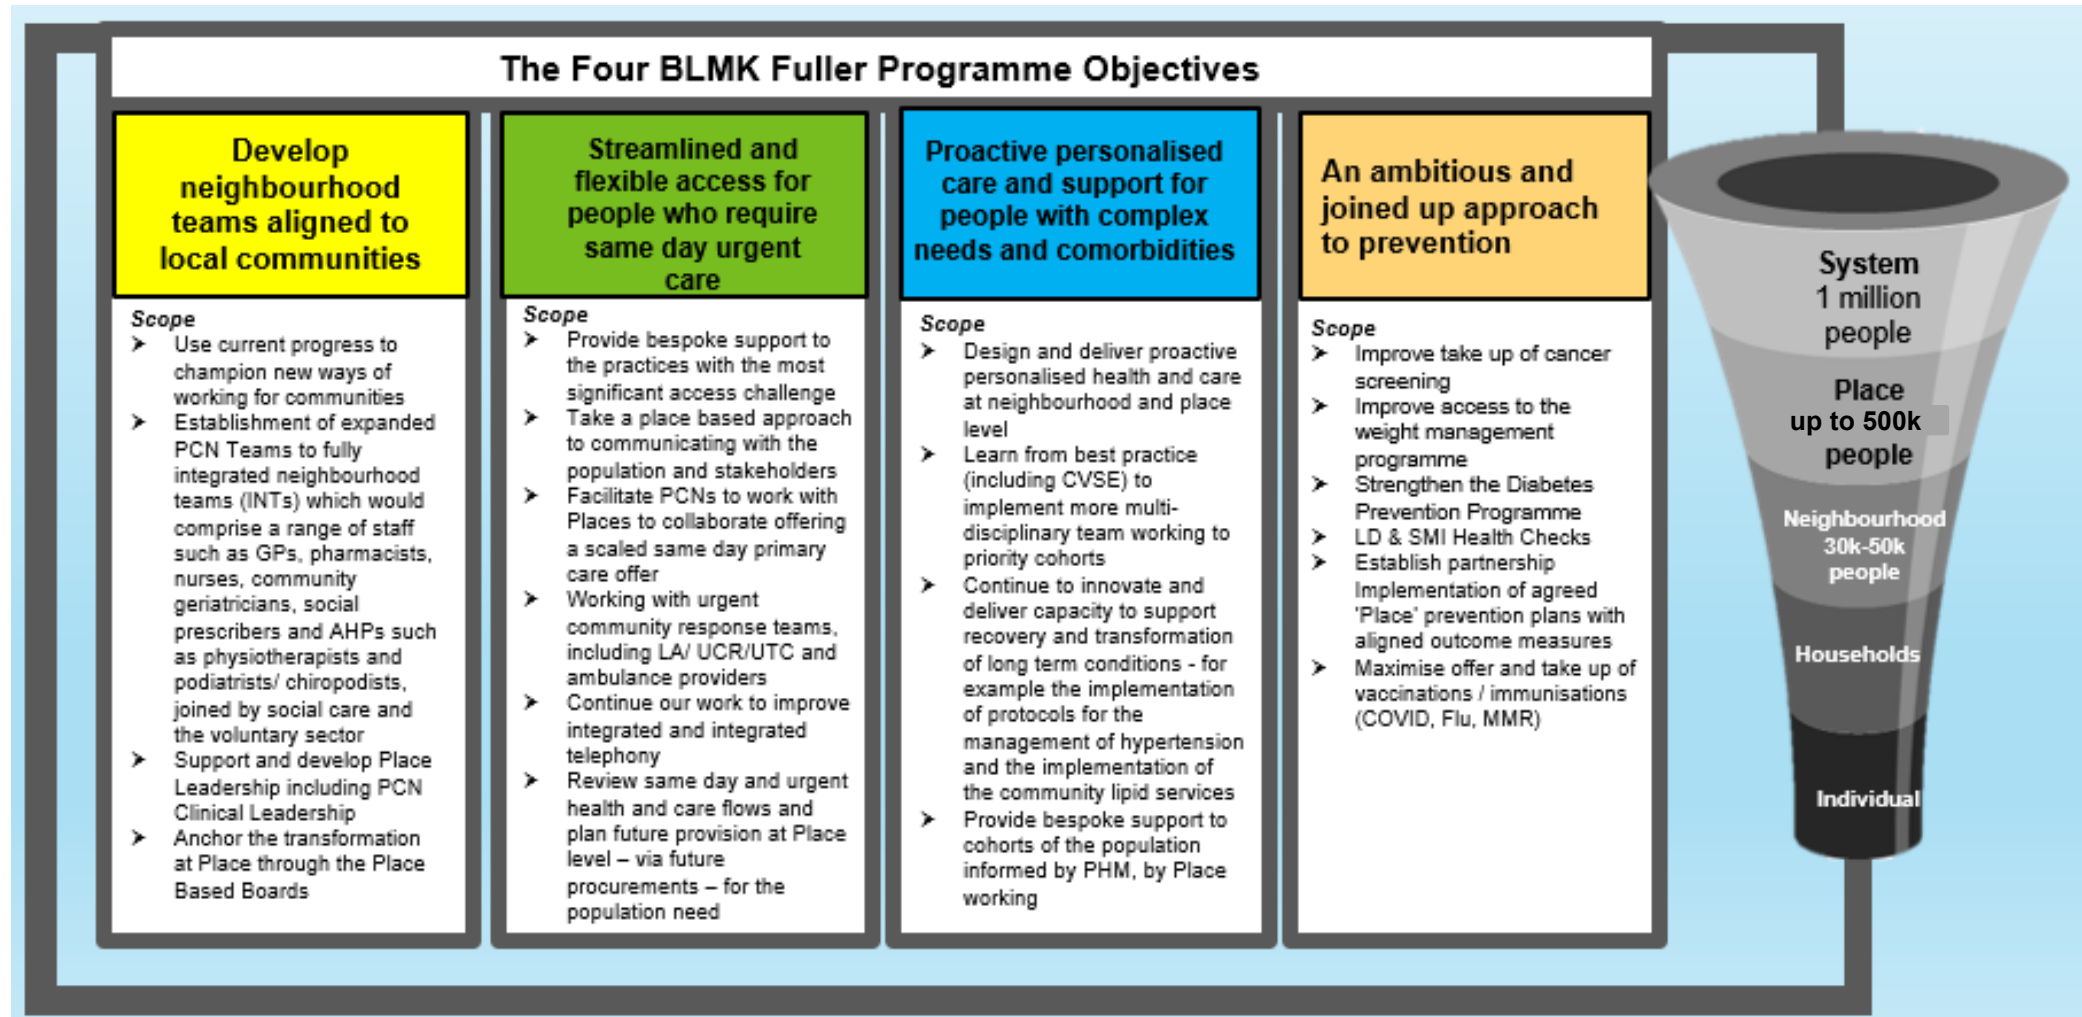 The Four BLMK Fuller Programme Objectives
Develop
neighbourhood
teams aligned to
local communities
Scope
➤ Use current progress to
champion new ways of
working for communities
➤ Establishment of expanded
PCN Teams to fully
integrated neighbourhood
teams (INTs) which would
comprise a range of staff
such as GPs, pharmacists,
nurses, community
geriatricians, social
prescribers and AHPs such
as physiotherapists and
podiatrists/ chiropodists,
joined by social care and
the voluntary sector
➤ Support and develop Place
Leadership including PCN
Clinical Leadership
➤ Anchor the transformation
at Place through the Place
Based Boards
Streamlined and
flexible access for
people who require
same day urgent
care
Scope
➤ Provide bespoke support to
the practices with the most
significant access challenge
➤ Take a place based approach
to communicating with the
population and stakeholders
➤ Facilitate PCNs to work with
Places to collaborate offering
a scaled same day primary
care offer
➤ Working with urgent
community response teams,
including LA/ UCR/UTC and
ambulance providers
➤ Continue our work to improve
integrated and integrated
telephony
➤ Review same day and urgent
health and care flows and
plan future provision at Place
level – via future
procurements – for the
population need
Proactive personalised
care and support for
people with complex
needs and comorbidities
Scope
➤ Design and deliver proactive
personalised health and care
at neighbourhood and place
level
➤ Learn from best practice
(including CVSE) to
implement more multi-
disciplinary team working to
priority cohorts
➤ Continue to innovate and
deliver capacity to support
recovery and transformation
of long term conditions - for
example the implementation
of protocols for the
management of hypertension
and the implementation of
the community lipid services
➤ Provide bespoke support to
cohorts of the population
informed by PHM, by Place
working
An ambitious and
joined up approach
to prevention
Scope
➤ Improve take up of cancer
screening
➤ Improve access to the
weight management
programme
➤ Strengthen the Diabetes
Prevention Programme
➤ LD & SMI Health Checks
➤ Establish partnership
Implementation of agreed
'Place' prevention plans with
aligned outcome measures
➤ Maximise offer and take up of
vaccinations / immunisations
(COVID, Flu, MMR)
System
1 million
people
Place
up to 500k
people
Neighbourhood
30k-50k
people
Households
Individual